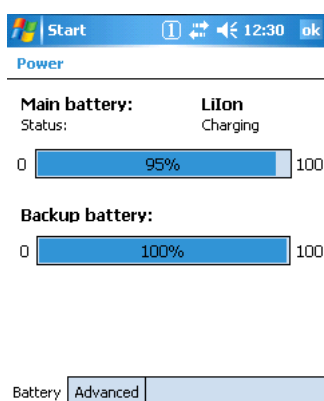 Start 1 12:30 ok
Power
Main battery: LiIon
Status: Charging
0 95% 100
Backup battery:
0 100% 100
Battery Advanced